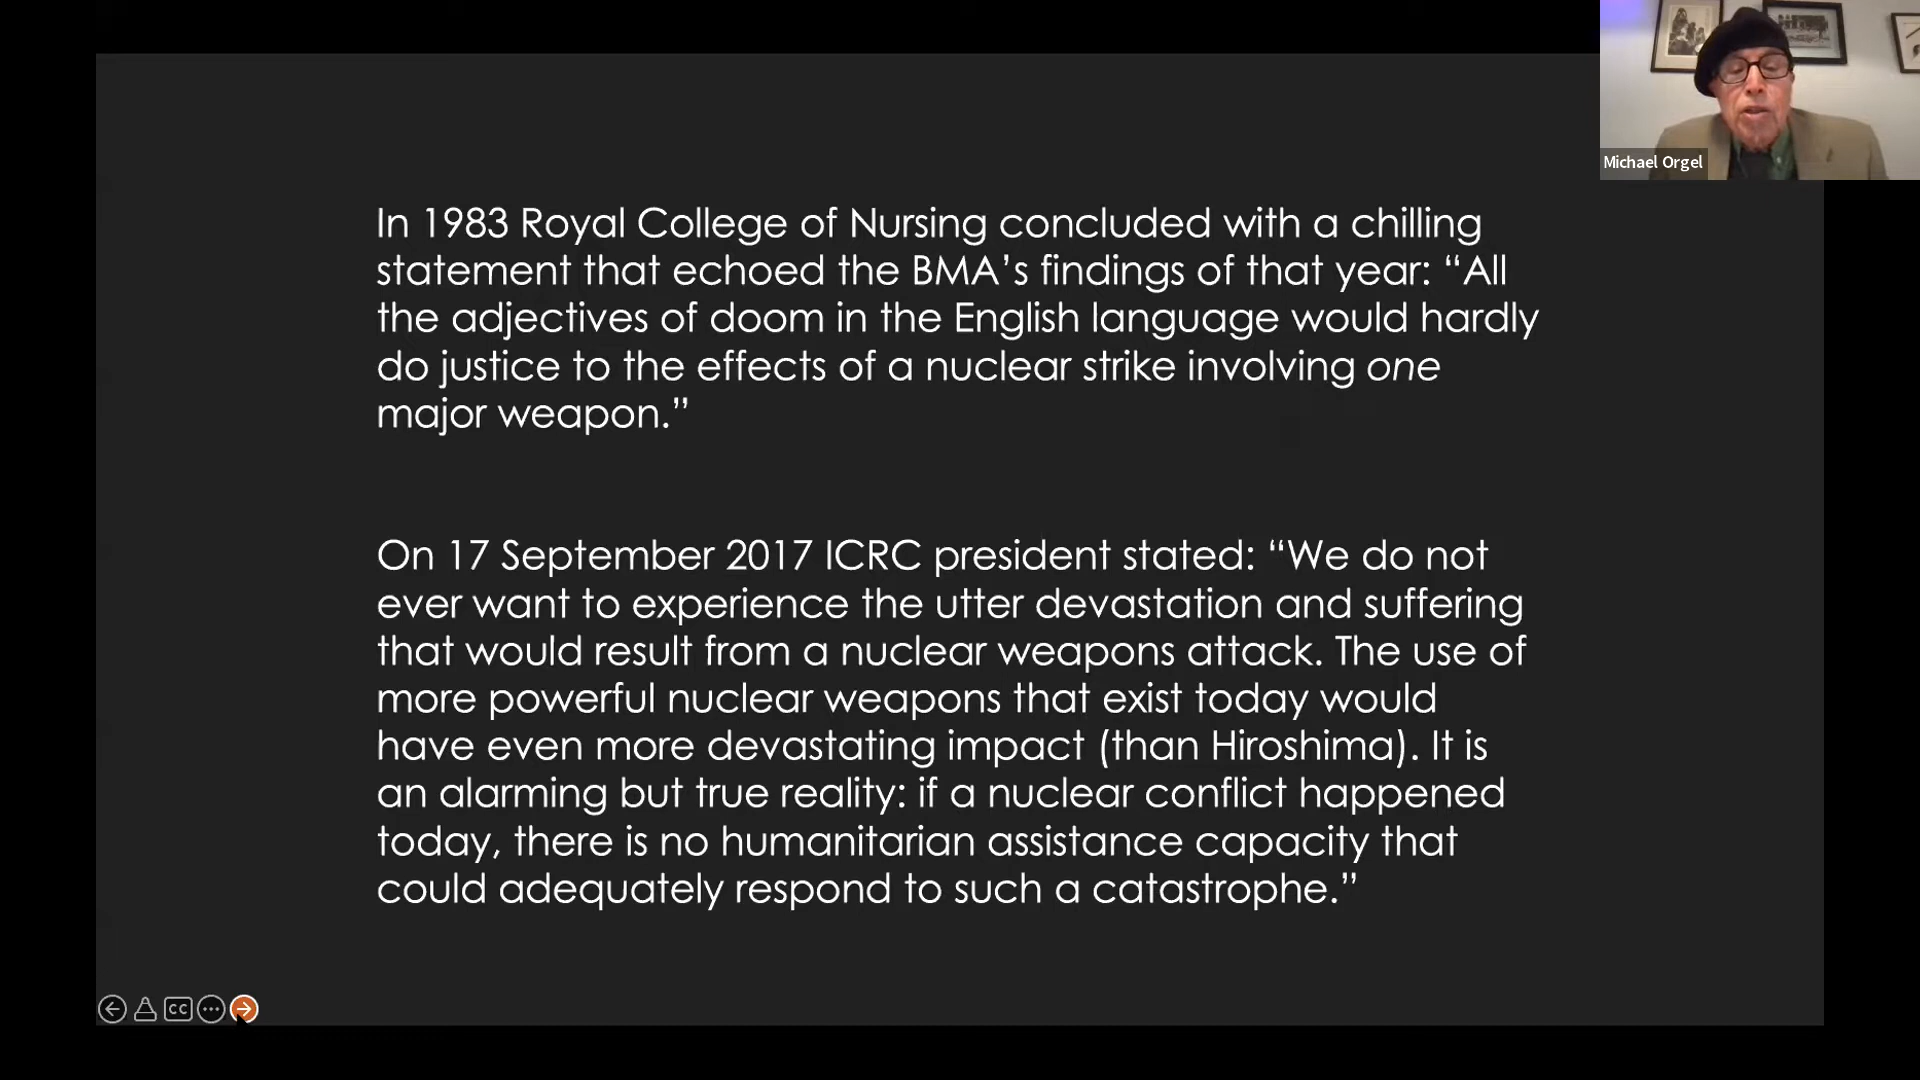 Michael Orgel
In 1983 Royal College of Nursing concluded with a chilling
statement that echoed the BMA’s findings of that year: “All
the adjectives of doom in the English language would hardly
do justice to the effects of a nuclear strike involving one
major weapon.”
On 17 September 2017 ICRC president stated: “We do not
ever want to experience the utter devastation and suffering
that would result from a nuclear weapons attack. The use of
more powerful nuclear weapons that exist today would
have even more devastating impact (than Hiroshima). It is
an alarming but true reality: if a nuclear conflict happened
today, there is no humanitarian assistance capacity that
could adequately respond to such a catastrophe.”
CC